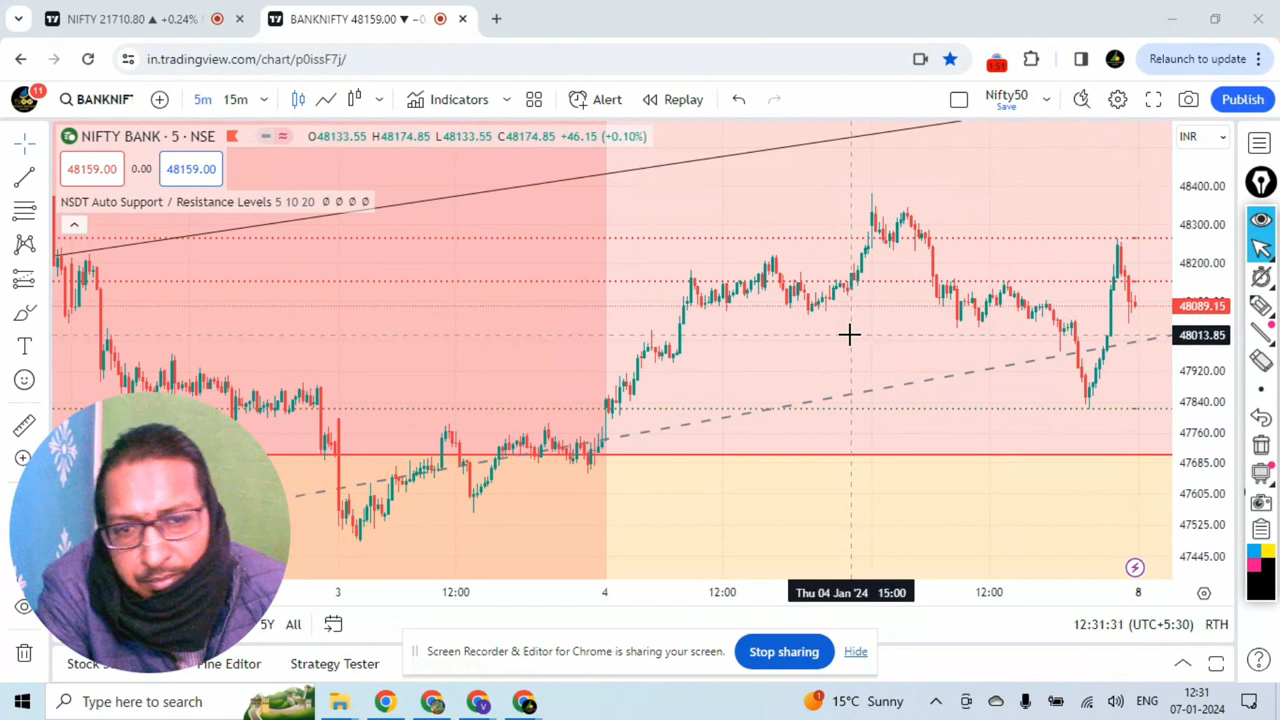 NIFTY 21710.80 ▲ +0.24%
BANKNIFTY 48159.00 ▼ −0
in.tradingview.com/chart/p0issF7j/
1:51
Relaunch to update
11
BANKNIF
5m
15m
Indicators
Alert
Replay
Nifty50
Save
Publish
NIFTY BANK · 5 · NSE
O48133.55 H48174.85 L48133.55 C48174.85 +46.15 (+0.10%)
INR
48159.00
0.00
48159.00
NSDT Auto Support / Resistance Levels 5 10 20 ∅ ∅ ∅ ∅
48400.00
48300.00
48200.00
48089.15
48013.85
47920.00
47840.00
47760.00
47685.00
47605.00
47525.00
47445.00
3
12:00
4
12:00
Thu 04 Jan '24 15:00
12:00
8
5Y
All
12:31:31 (UTC+5:30)
RTH
Screen Recorder & Editor for Chrome is sharing your screen.
Stop sharing
Hide
Stock S
Pine Editor
Strategy Tester
Type here to search
1
15°C Sunny
ENG
12:31
07-01-2024